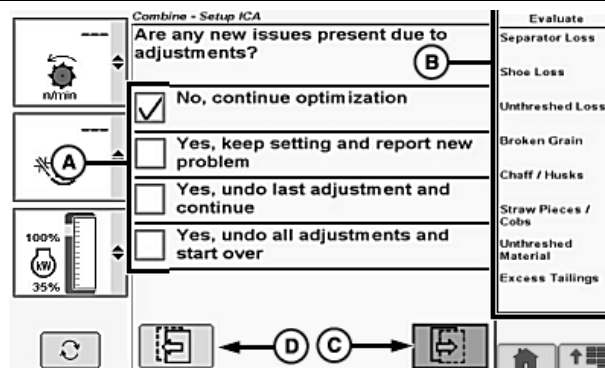 Combine - Setup ICA
Are any new issues present due to
adjustments?
No, continue optimization
Yes, keep setting and report new
problem
Yes, undo last adjustment and
continue
Yes, undo all adjustments and
start over
---
n/min
---
100%
kW
35%
A
B
D
C
Evaluate
Separator Loss
Shoe Loss
Unthreshed Loss
Broken Grain
Chaff / Husks
Straw Pieces /
Cobs
Unthreshed
Material
Excess Tailings